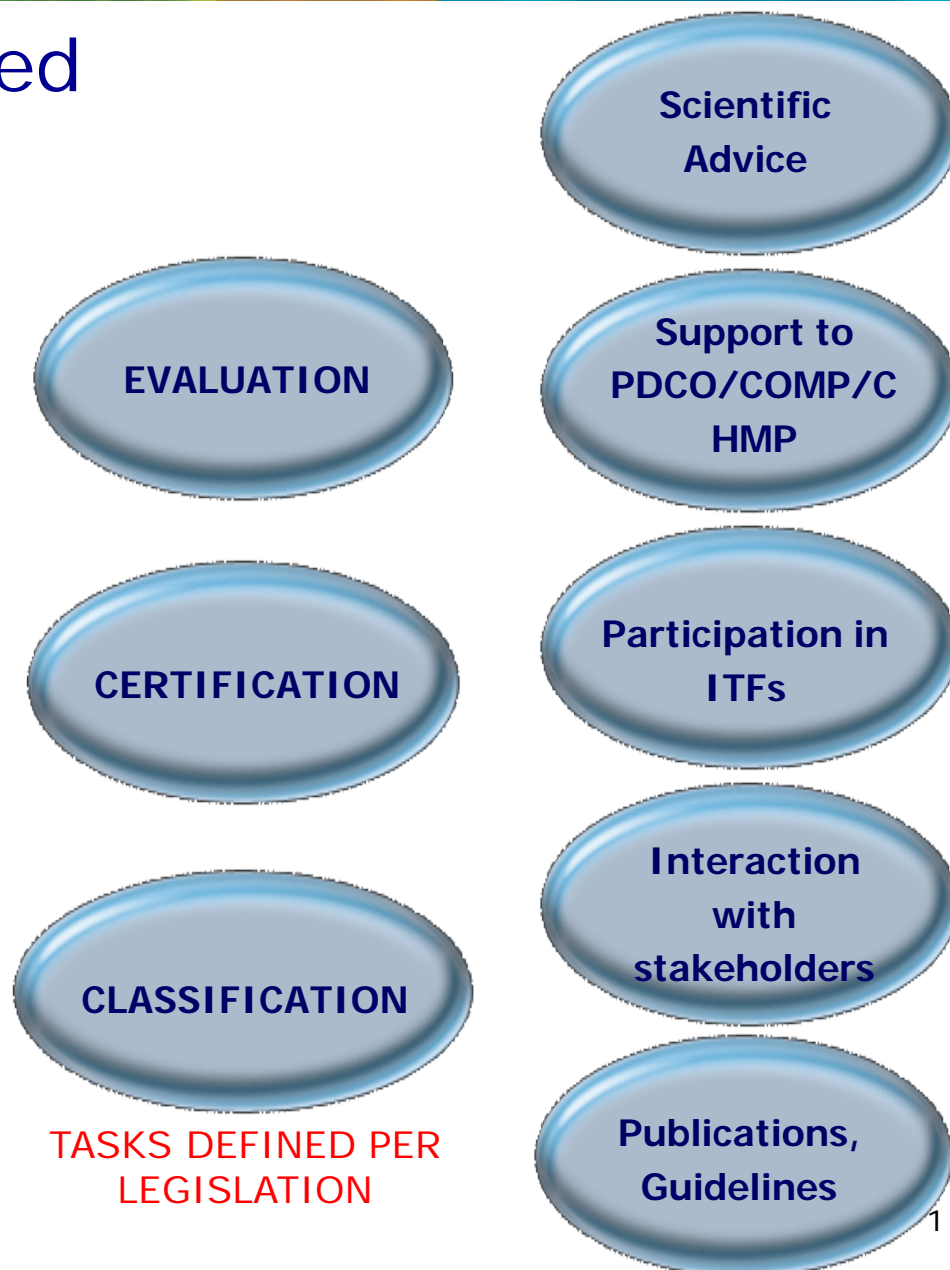 ed
EVALUATION
CERTIFICATION
CLASSIFICATION
TASKS DEFINED PER
LEGISLATION
Scientific
Advice
Support to
PDCO/COMP/C
HMP
Participation in
ITFs
Interaction
with
stakeholders
Publications,
Guidelines
1